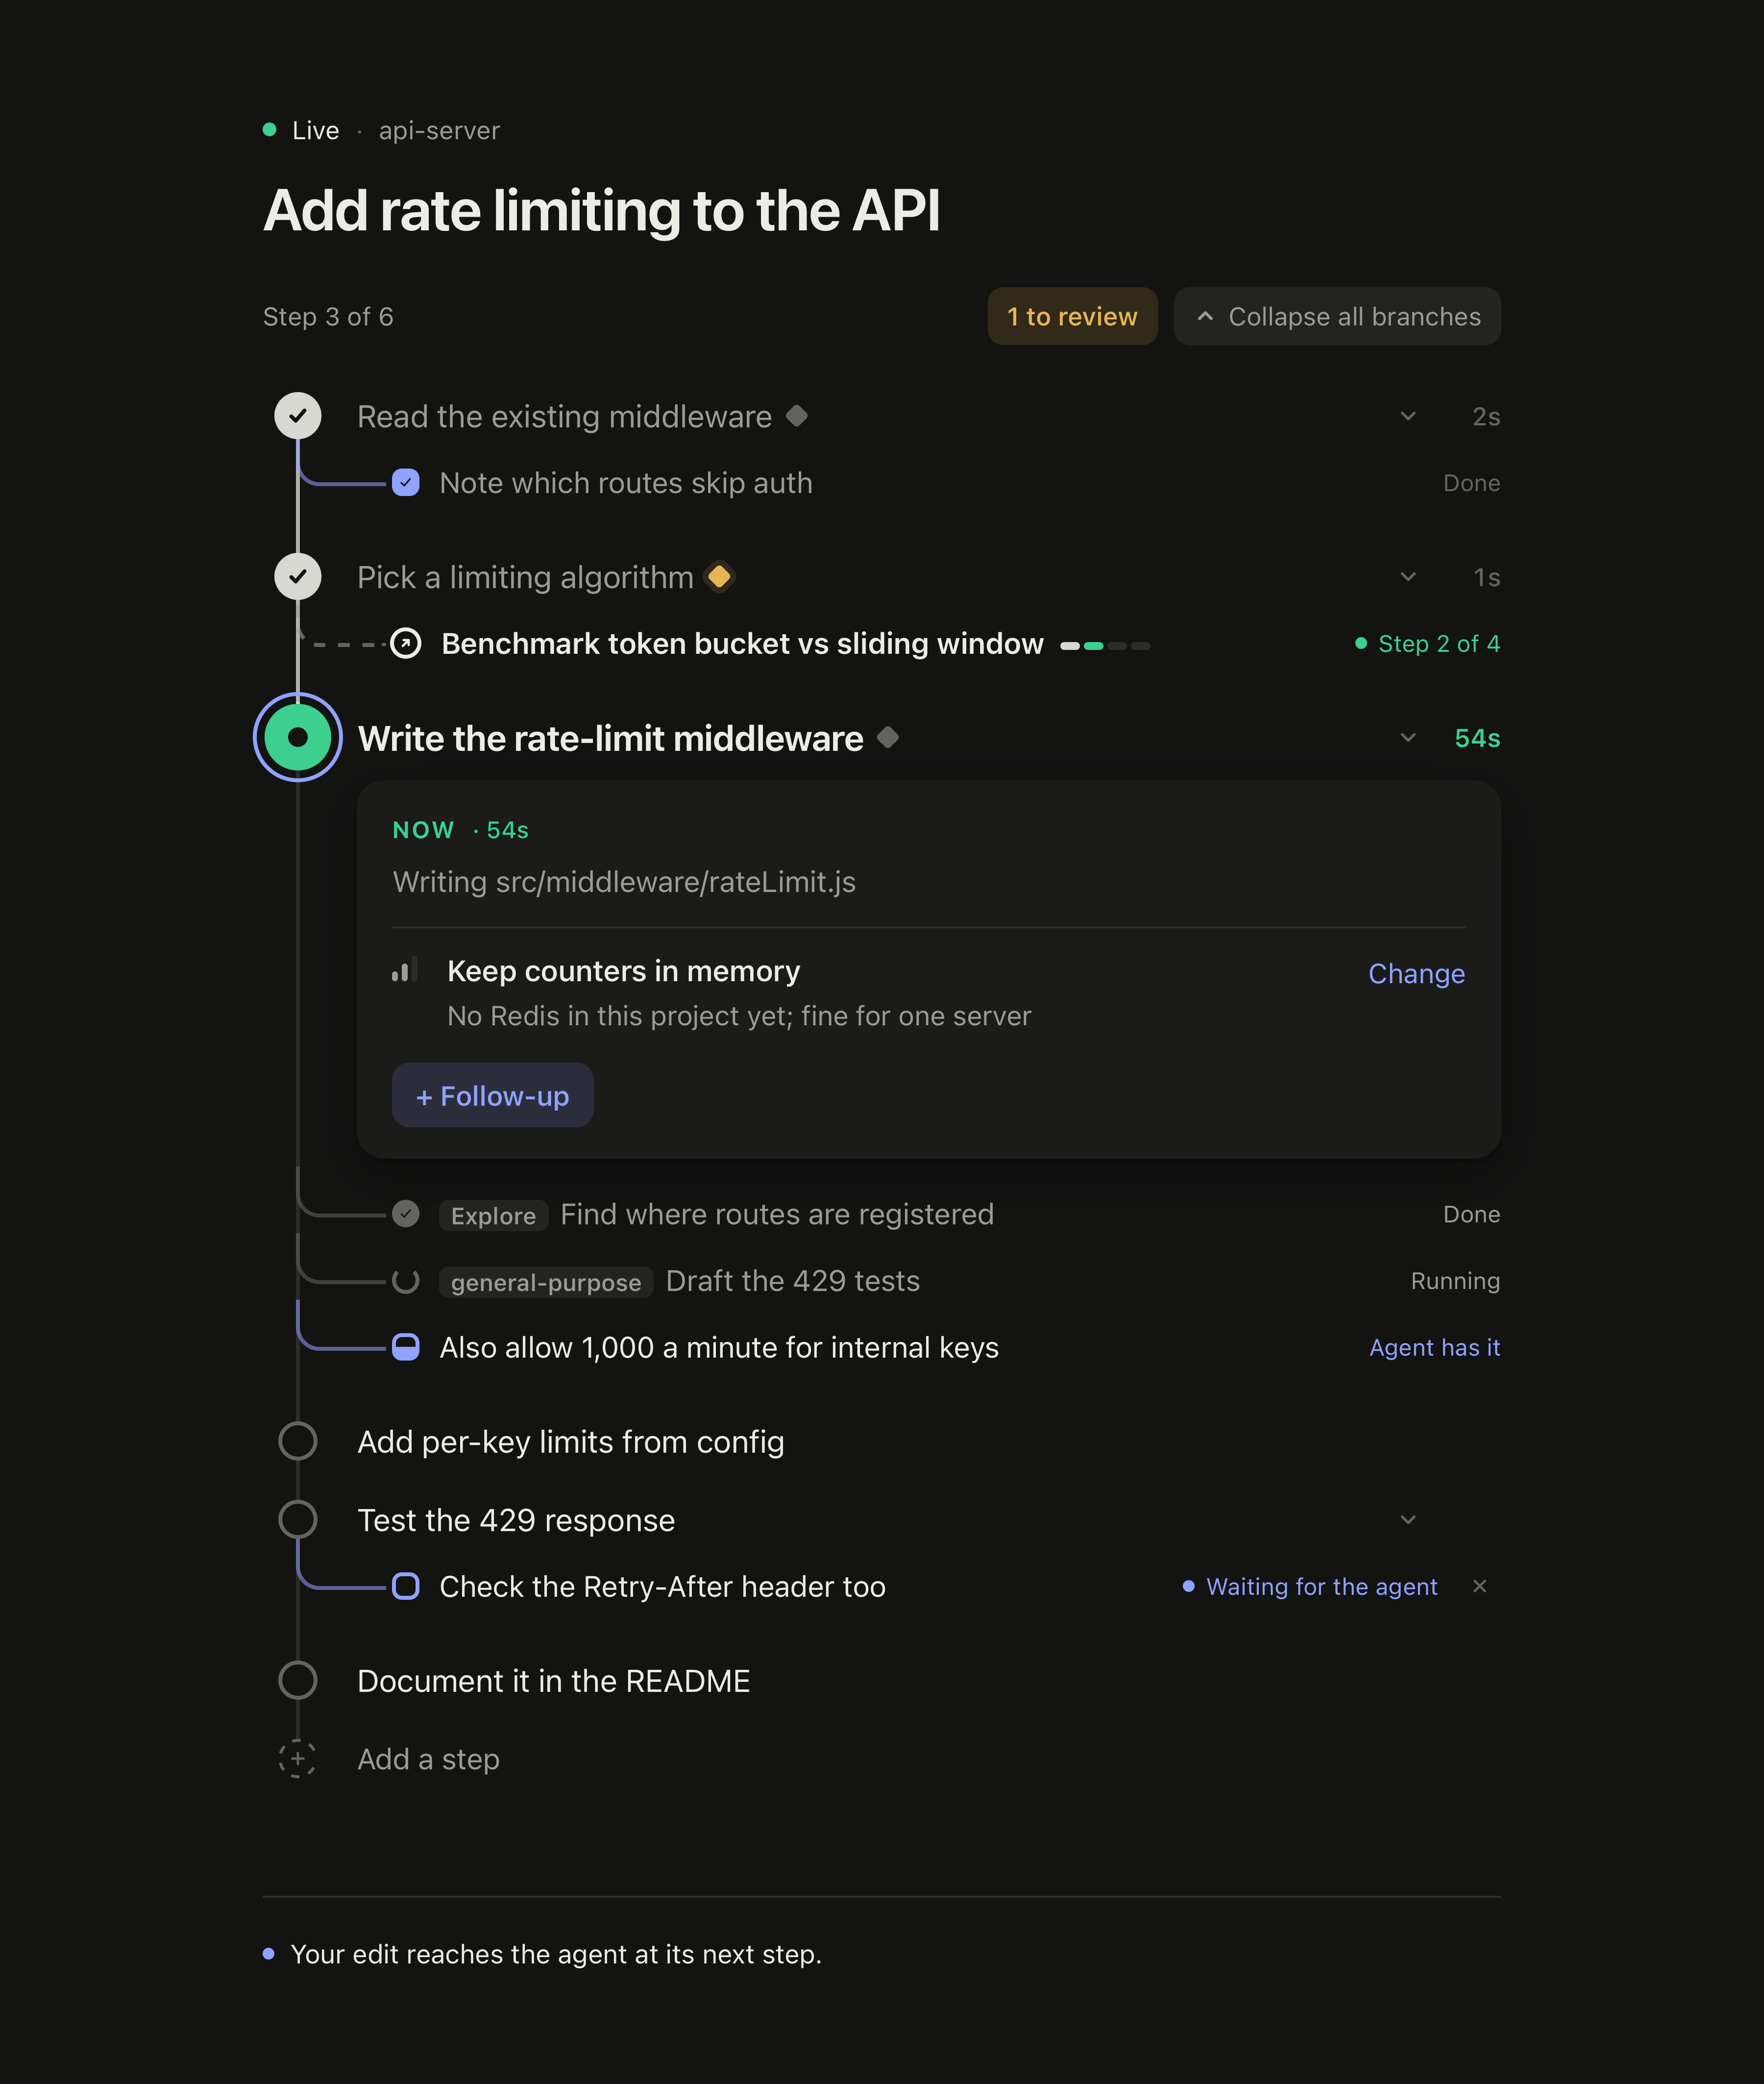 Live · api-server
Add rate limiting to the API
Step 3 of 6
1 to review
Collapse all branches
Read the existing middleware
2s
Note which routes skip auth
Done
Pick a limiting algorithm
1s
Benchmark token bucket vs sliding window
Step 2 of 4
Write the rate-limit middleware
54s
NOW · 54s
Writing src/middleware/rateLimit.js
Keep counters in memory
Change
No Redis in this project yet; fine for one server
+ Follow-up
Explore Find where routes are registered
Done
general-purpose Draft the 429 tests
Running
Also allow 1,000 a minute for internal keys
Agent has it
Add per-key limits from config
Test the 429 response
Check the Retry-After header too
Waiting for the agent
Document it in the README
Add a step
Your edit reaches the agent at its next step.